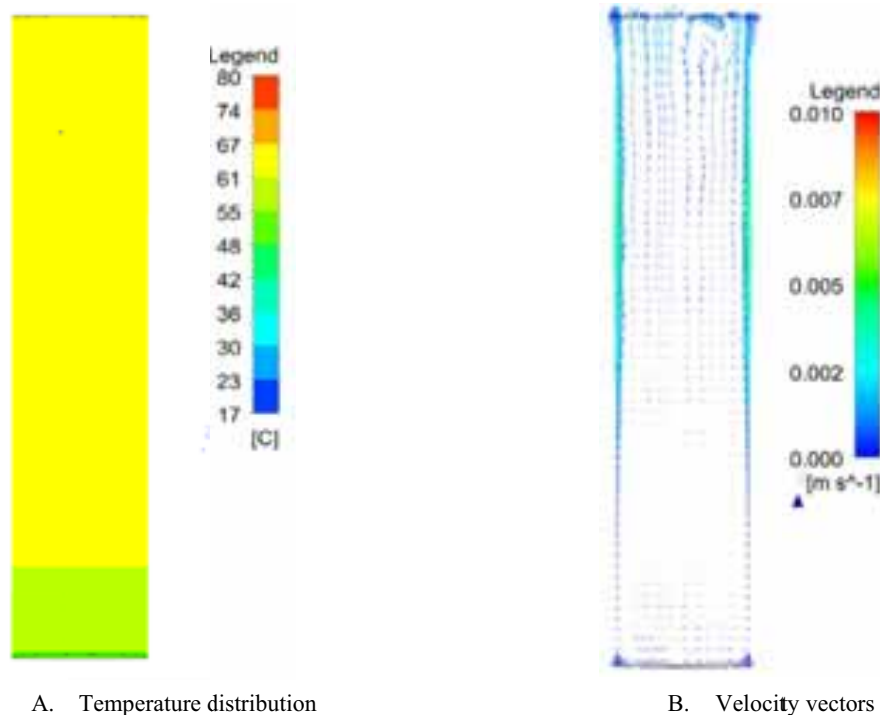 Legend
80
74
67
61
55
48
42
36
30
23
17
[C]
Legend
0.010
0.007
0.005
0.002
0.000
[m s^-1]
A. Temperature distribution
B. Velocity vectors